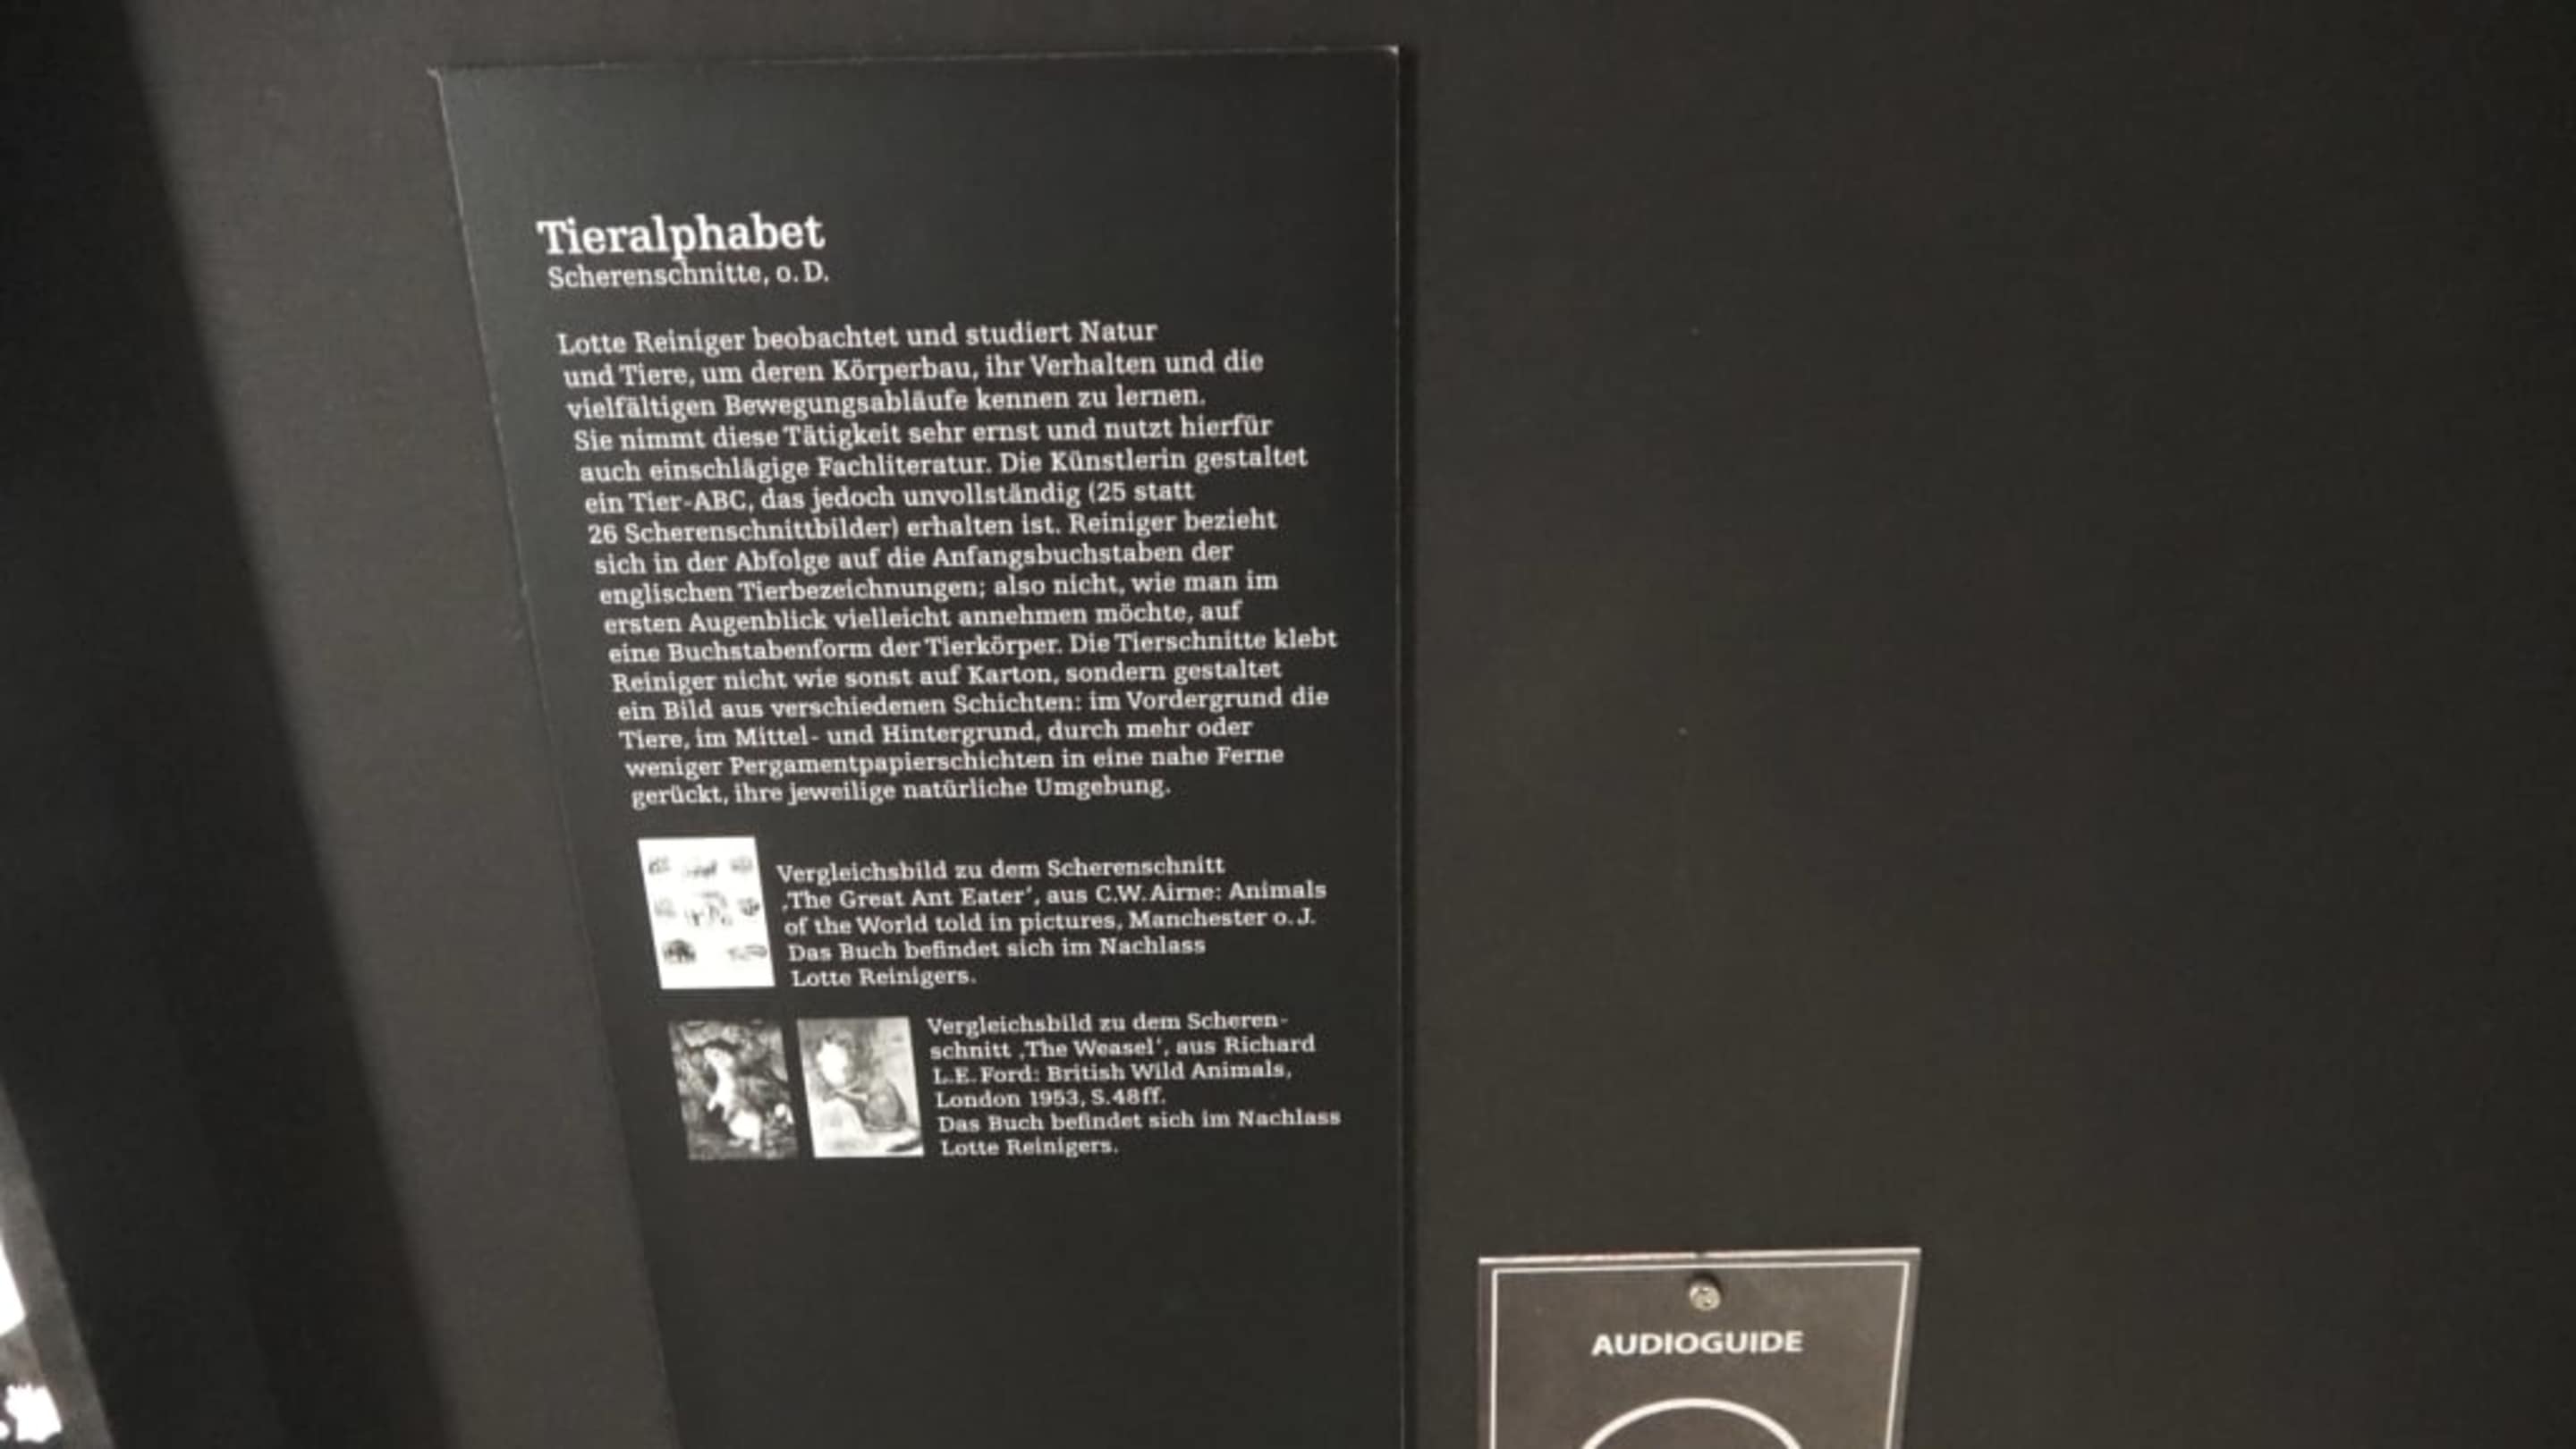 Tieralphabet
Scherenschnitte, o. D.
Lotte Reiniger beobachtet und studiert Natur
und Tiere, um deren Körperbau, ihr Verhalten und die
vielfältigen Bewegungsabläufe kennen zu lernen.
Sie nimmt diese Tätigkeit sehr ernst und nutzt hierfür
auch einschlägige Fachliteratur. Die Künstlerin gestaltet
ein Tier-ABC, das jedoch unvollständig (25 statt
26 Scherenschnittbilder) erhalten ist. Reiniger bezieht
sich in der Abfolge auf die Anfangsbuchstaben der
englischen Tierbezeichnungen; also nicht, wie man im
ersten Augenblick vielleicht annehmen möchte, auf
eine Buchstabenform der Tierkörper. Die Tierschnitte klebt
Reiniger nicht wie sonst auf Karton, sondern gestaltet
ein Bild aus verschiedenen Schichten: im Vordergrund die
Tiere, im Mittel- und Hintergrund, durch mehr oder
weniger Pergamentpapierschichten in eine nahe Ferne
gerückt, ihre jeweilige natürliche Umgebung.
Vergleichsbild zu dem Scherenschnitt
‚The Great Ant Eater‘, aus C.W. Airne: Animals
of the World told in pictures, Manchester o. J.
Das Buch befindet sich im Nachlass
Lotte Reinigers.
Vergleichsbild zu dem Scheren-
schnitt ‚The Weasel‘, aus Richard
L.E. Ford: British Wild Animals,
London 1953, S. 48 ff.
Das Buch befindet sich im Nachlass
Lotte Reinigers.
AUDIOGUIDE